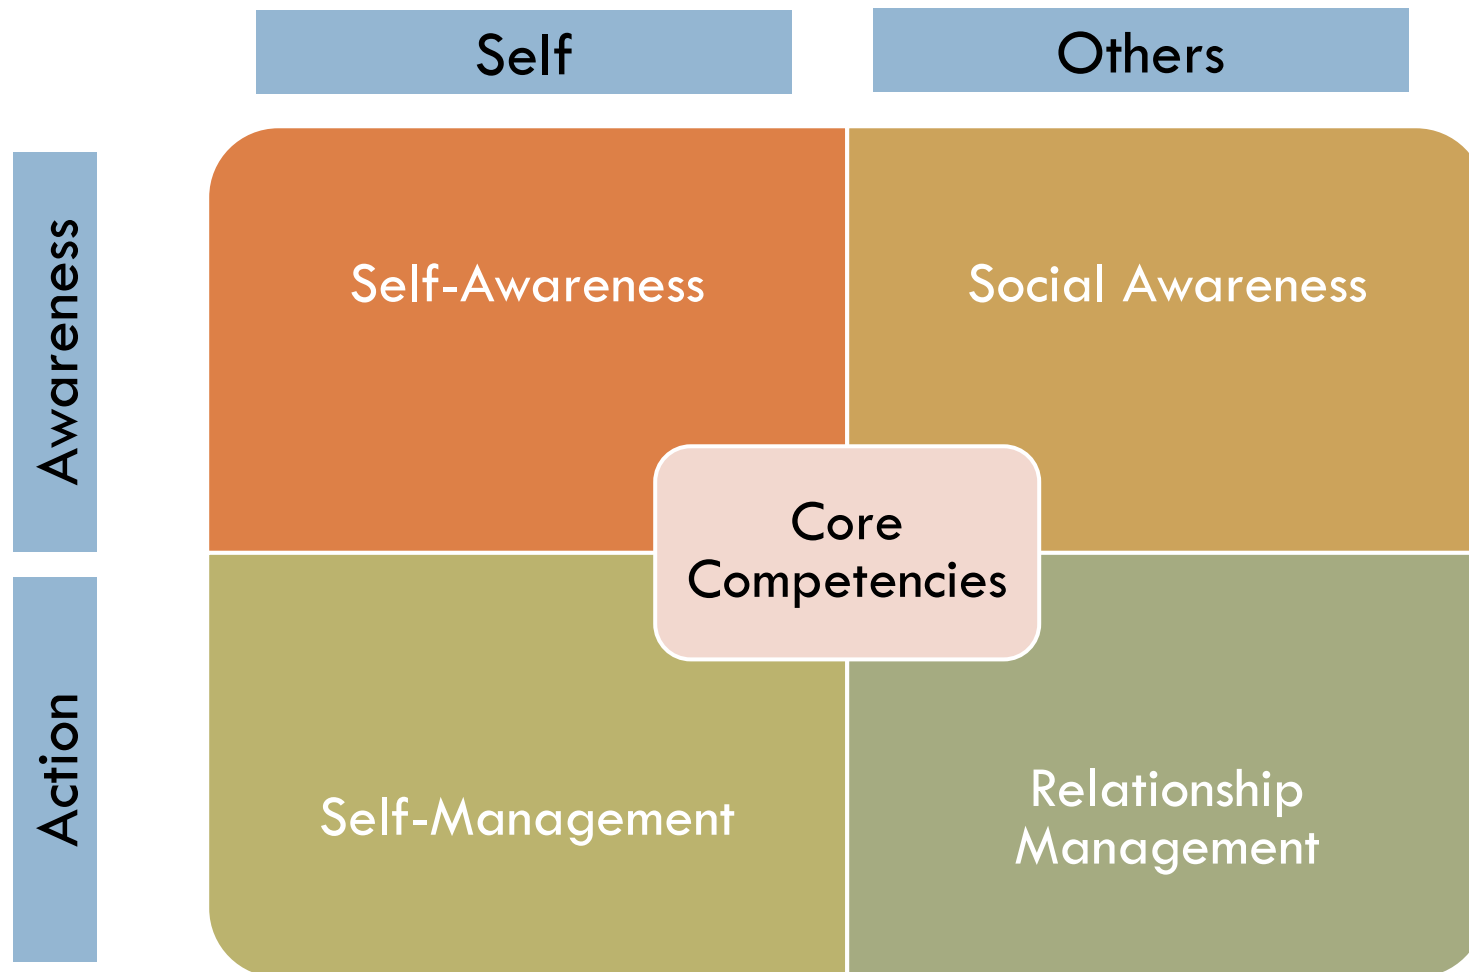 Self
Others
Awareness
Self-Awareness
Social Awareness
Core
Competencies
Action
Self-Management
Relationship
Management